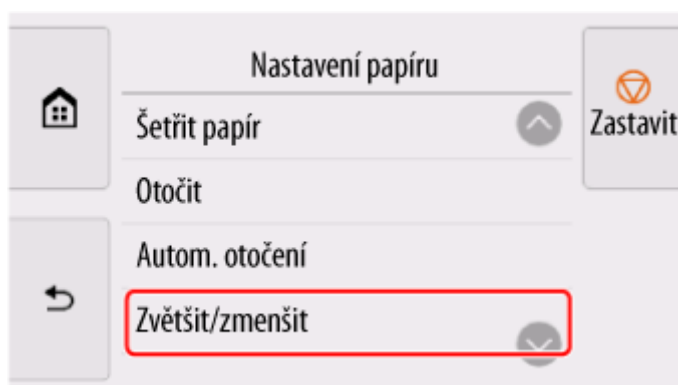 Nastavení papíru
Šetřit papír
Zastavit
Otočit
Autom. otočení
Zvětšit/zmenšit